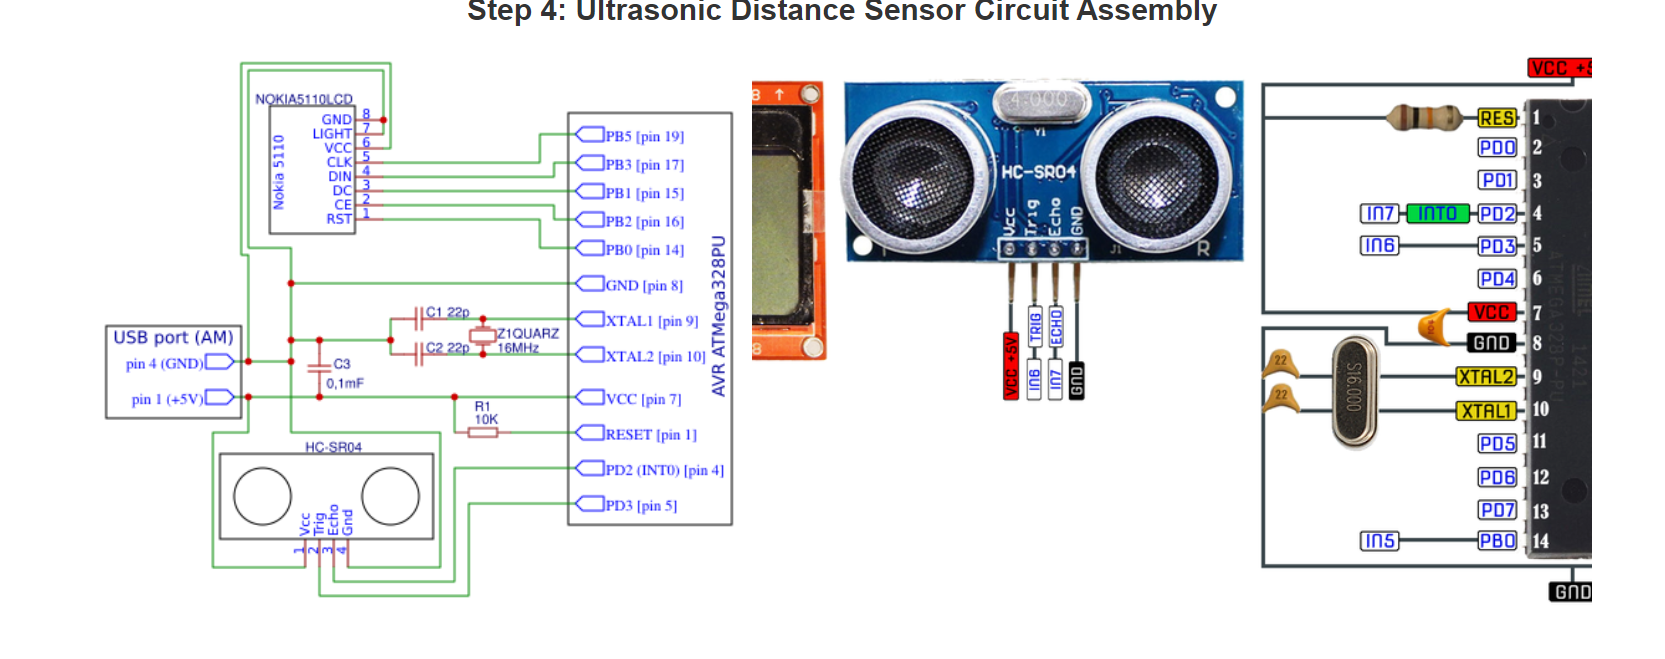 Step 4: Ultrasonic Distance Sensor Circuit Assembly
NOKIA5110LCD
Nokia 5110
GND 8
LIGHT 7
VCC 6
CLK 5
DIN 4
DC 3
CE 2
RST 1
PB5 [pin 19]
PB3 [pin 17]
PB1 [pin 15]
PB2 [pin 16]
PB0 [pin 14]
GND [pin 8]
XTAL1 [pin 9]
XTAL2 [pin 10]
VCC [pin 7]
RESET [pin 1]
PD2 (INT0) [pin 4]
PD3 [pin 5]
AVR ATMega328PU
C1 22p
C2 22p
Z1QUARZ
16MHz
USB port (AM)
pin 4 (GND)
pin 1 (+5V)
C3
0,1mF
R1
10K
HC-SR04
Vcc
Trig
Echo
Gnd
1
2
3
4
8
4.000
Y1
HC-SR04
Vcc
Trig
Echo
GND
J1
R
VCC +5V
TRIG
IN6
ECHO
IN7
GND
VCC +5
RES 1
PD0 2
PD1 3
IN7 INT0 PD2 4
IN6 PD3 5
PD4 6
VCC 7
GND 8
22
XTAL2 9
22
XTAL1 10
S16.000
PD5 11
PD6 12
PD7 13
IN5 PB0 14
GND
ATMEGA328P-PU
1421